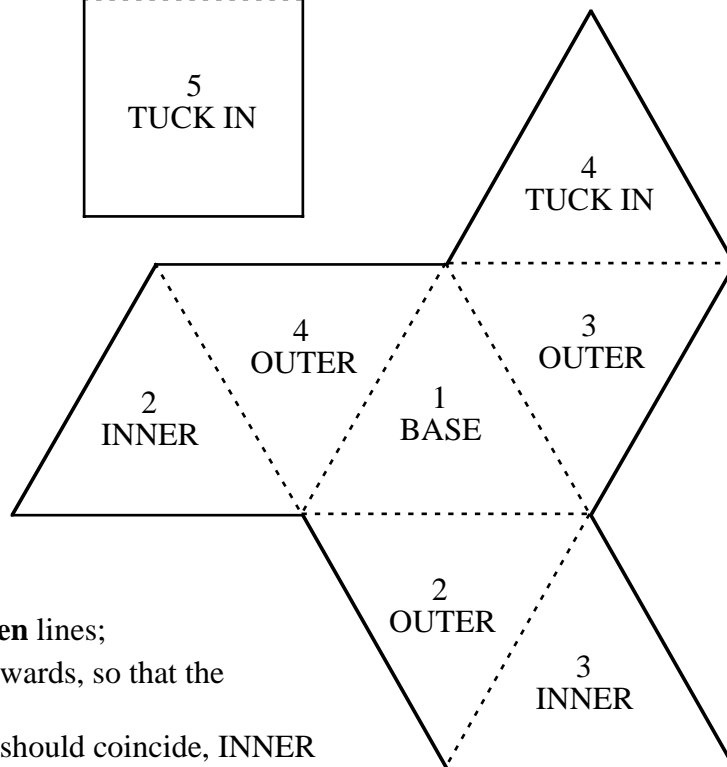 5
TUCK IN
4
TUCK IN
4
OUTER
3
OUTER
2
INNER
1
BASE
2
OUTER
3
INNER
en lines;
wards, so that the
should coincide, INNER